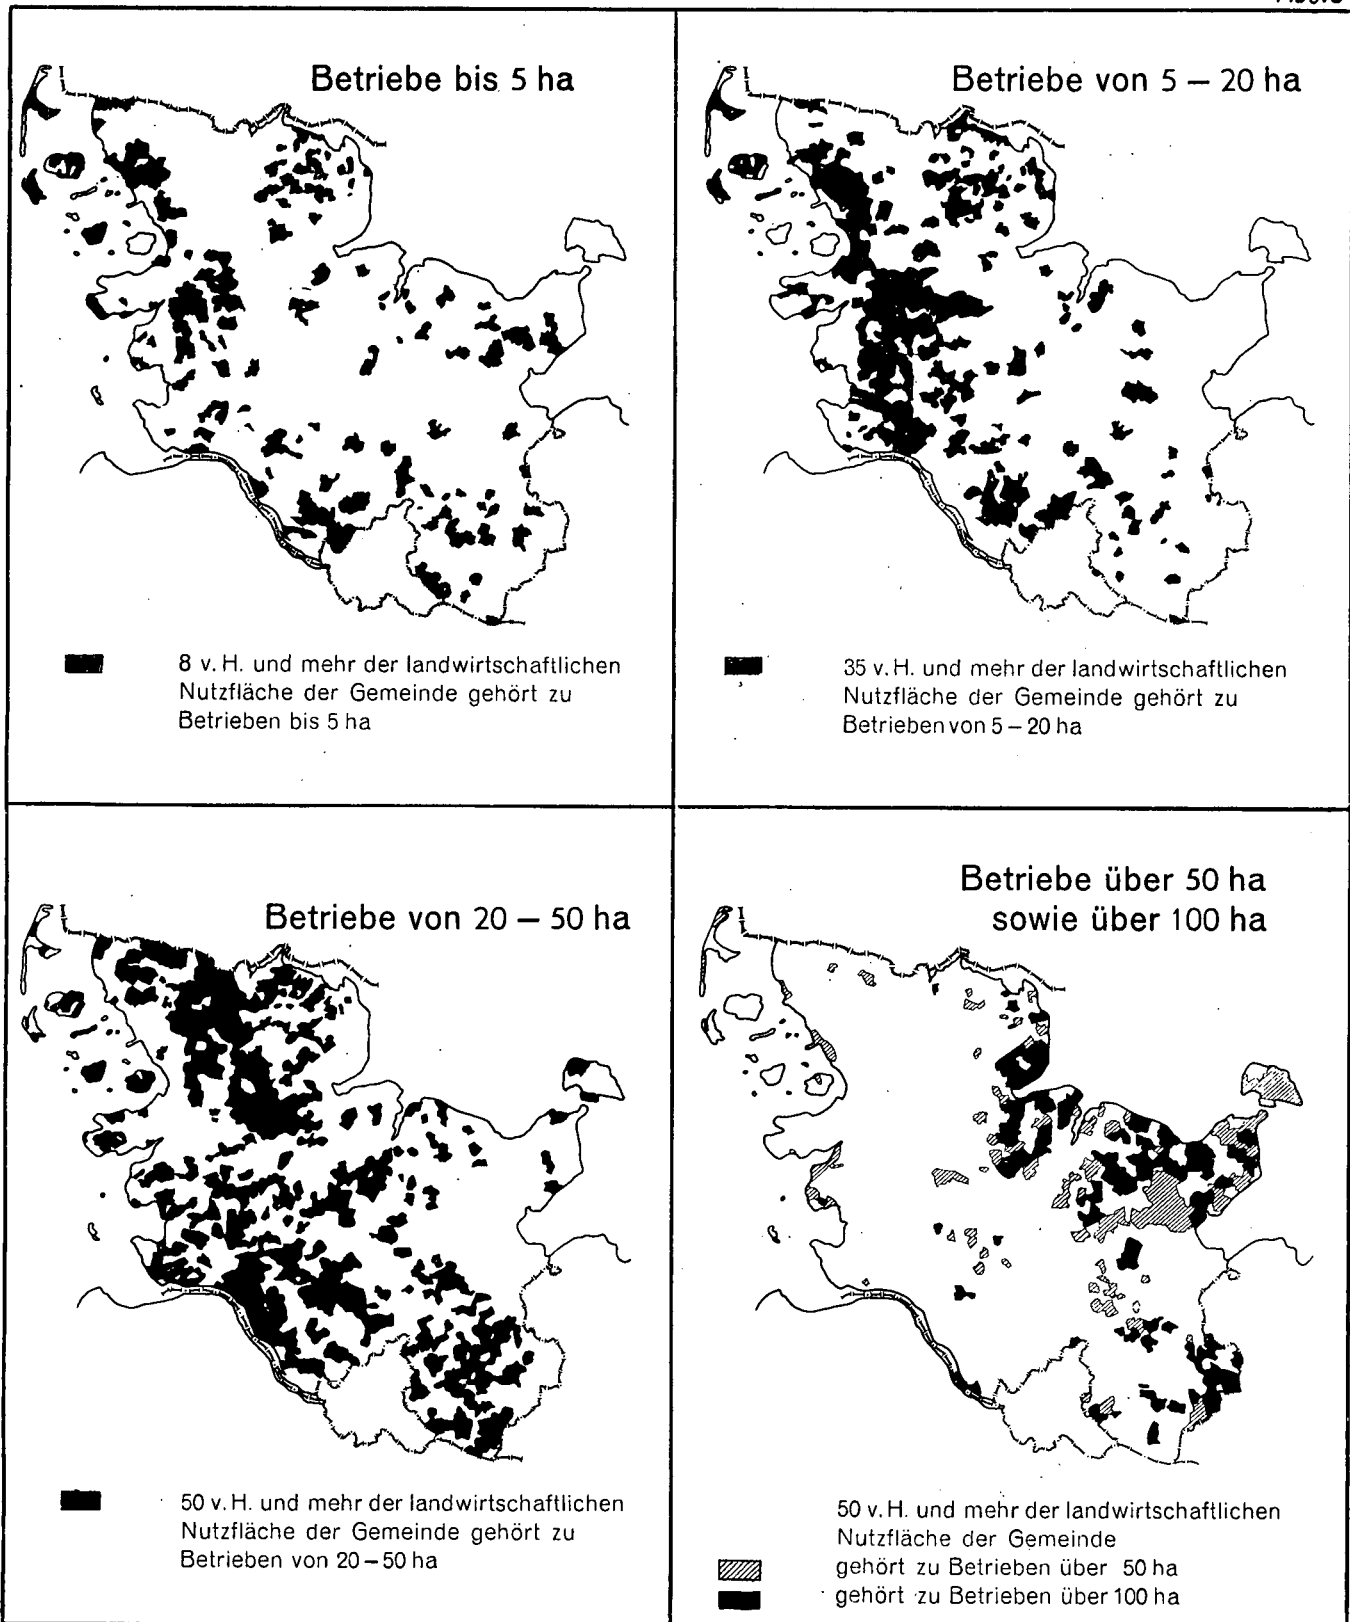 Betriebe bis 5 ha
8 v. H. und mehr der landwirtschaftlichen
Nutzfläche der Gemeinde gehört zu
Betrieben bis 5 ha
Betriebe von 5 – 20 ha
35 v. H. und mehr der landwirtschaftlichen
Nutzfläche der Gemeinde gehört zu
Betrieben von 5 – 20 ha
Betriebe von 20 – 50 ha
50 v. H. und mehr der landwirtschaftlichen
Nutzfläche der Gemeinde gehört zu
Betrieben von 20 – 50 ha
Betriebe über 50 ha
sowie über 100 ha
50 v. H. und mehr der landwirtschaftlichen
Nutzfläche der Gemeinde
gehört zu Betrieben über 50 ha
gehört zu Betrieben über 100 ha